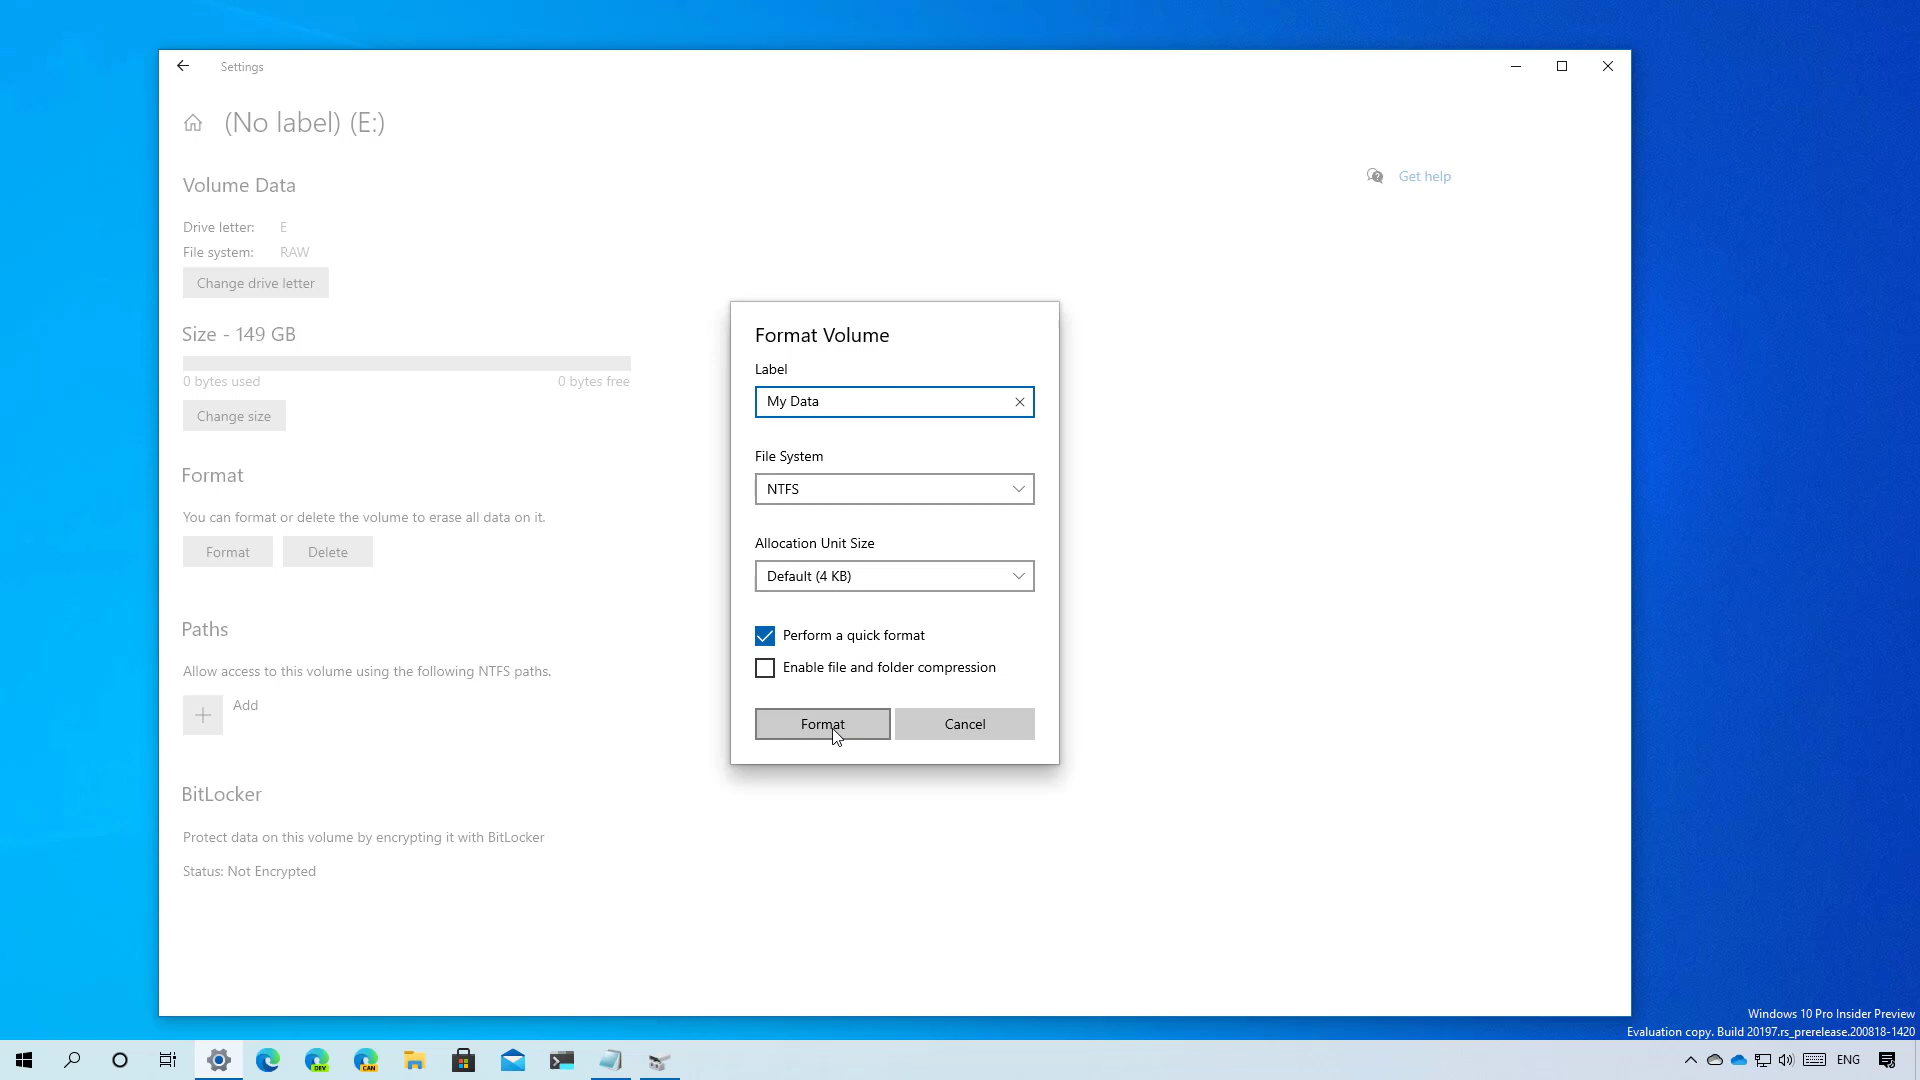 Settings
(No label) (E:)
Volume Data
Get help
Drive letter: E
File system: RAW
Change drive letter
Size - 149 GB
0 bytes used 0 bytes free
Change size
Format
You can format or delete the volume to erase all data on it.
Format Delete
Paths
Allow access to this volume using the following NTFS paths.
Add
BitLocker
Protect data on this volume by encrypting it with BitLocker
Status: Not Encrypted
Format Volume
Label
My Data
File System
NTFS
Allocation Unit Size
Default (4 KB)
Perform a quick format
Enable file and folder compression
Format Cancel
Windows 10 Pro Insider Preview
Evaluation copy. Build 20197.rs_prerelease.200818-1420
DEV
CAN
ENG